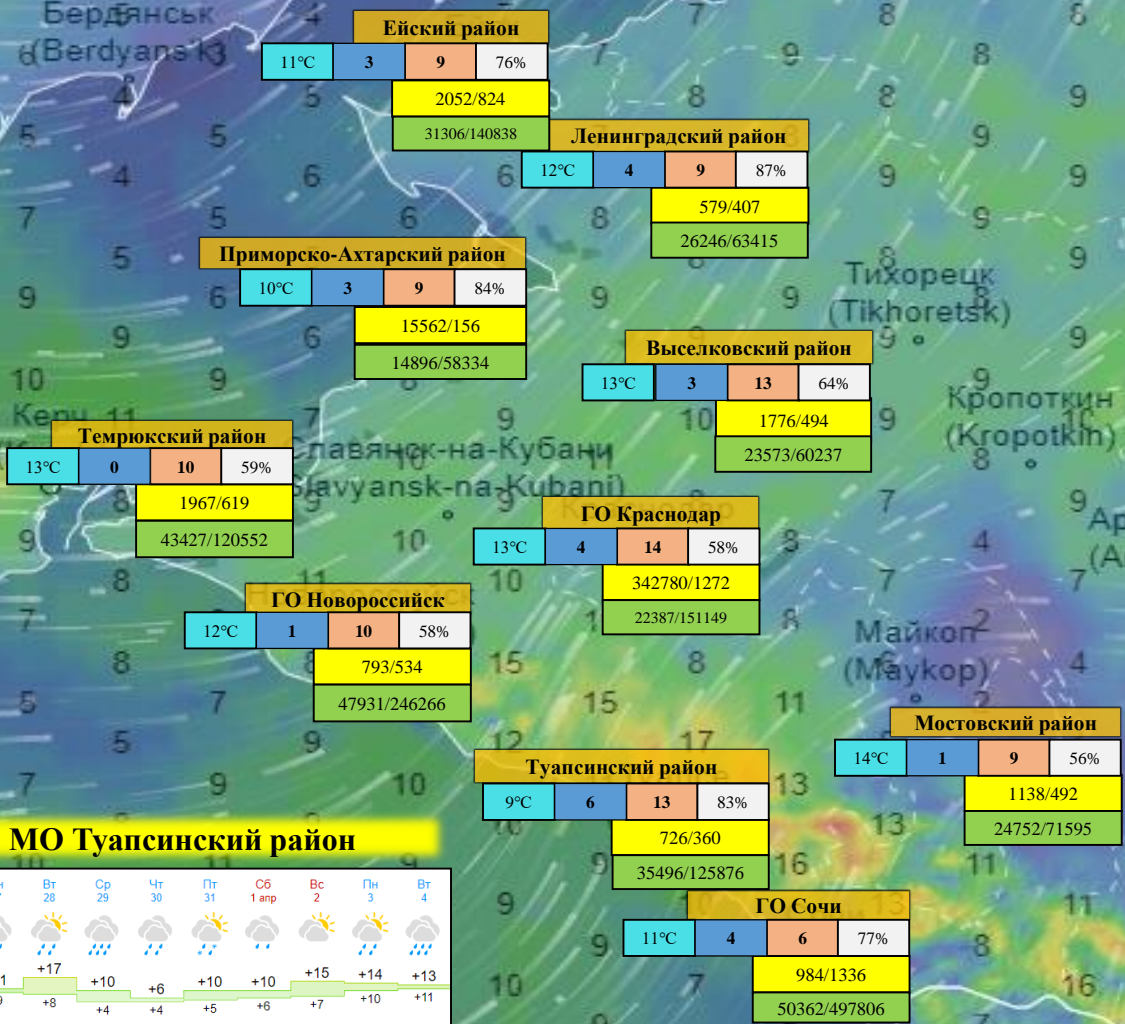 Бердянськ
(Berdyans'k)
Ейский район
11°C 3 9 76%
2052/824
31306/140838
Ленинградский район
12°C 4 9 87%
579/407
26246/63415
Приморско-Ахтарский район
10°C 3 9 84%
15562/156
14896/58334
Тихорецк
(Tikhoretsk)
Выселковский район
13°C 3 13 64%
1776/494
23573/60237
Кропоткин
(Kropotkin)
Керч
Темрюкский район
13°C 0 10 59%
1967/619
43427/120552
Славянск-на-Кубани
(Slavyansk-na-Kubani)
ГО Краснодар
13°C 4 14 58%
342780/1272
22387/151149
ГО Новороссийск
12°C 1 10 58%
793/534
47931/246266
Майкоп
(Maykop)
Мостовский район
14°C 1 9 56%
1138/492
24752/71595
Туапсинский район
9°C 6 13 83%
726/360
35496/125876
ГО Сочи
11°C 4 6 77%
984/1336
50362/497806
МО Туапсинский район
Вт Ср Чт Пт Сб Вс Пн Вт
28 29 30 31 1 апр 2 3 4
+17 +10 +6 +10 +10 +15 +14 +13
+8 +4 +4 +5 +6 +7 +10 +11